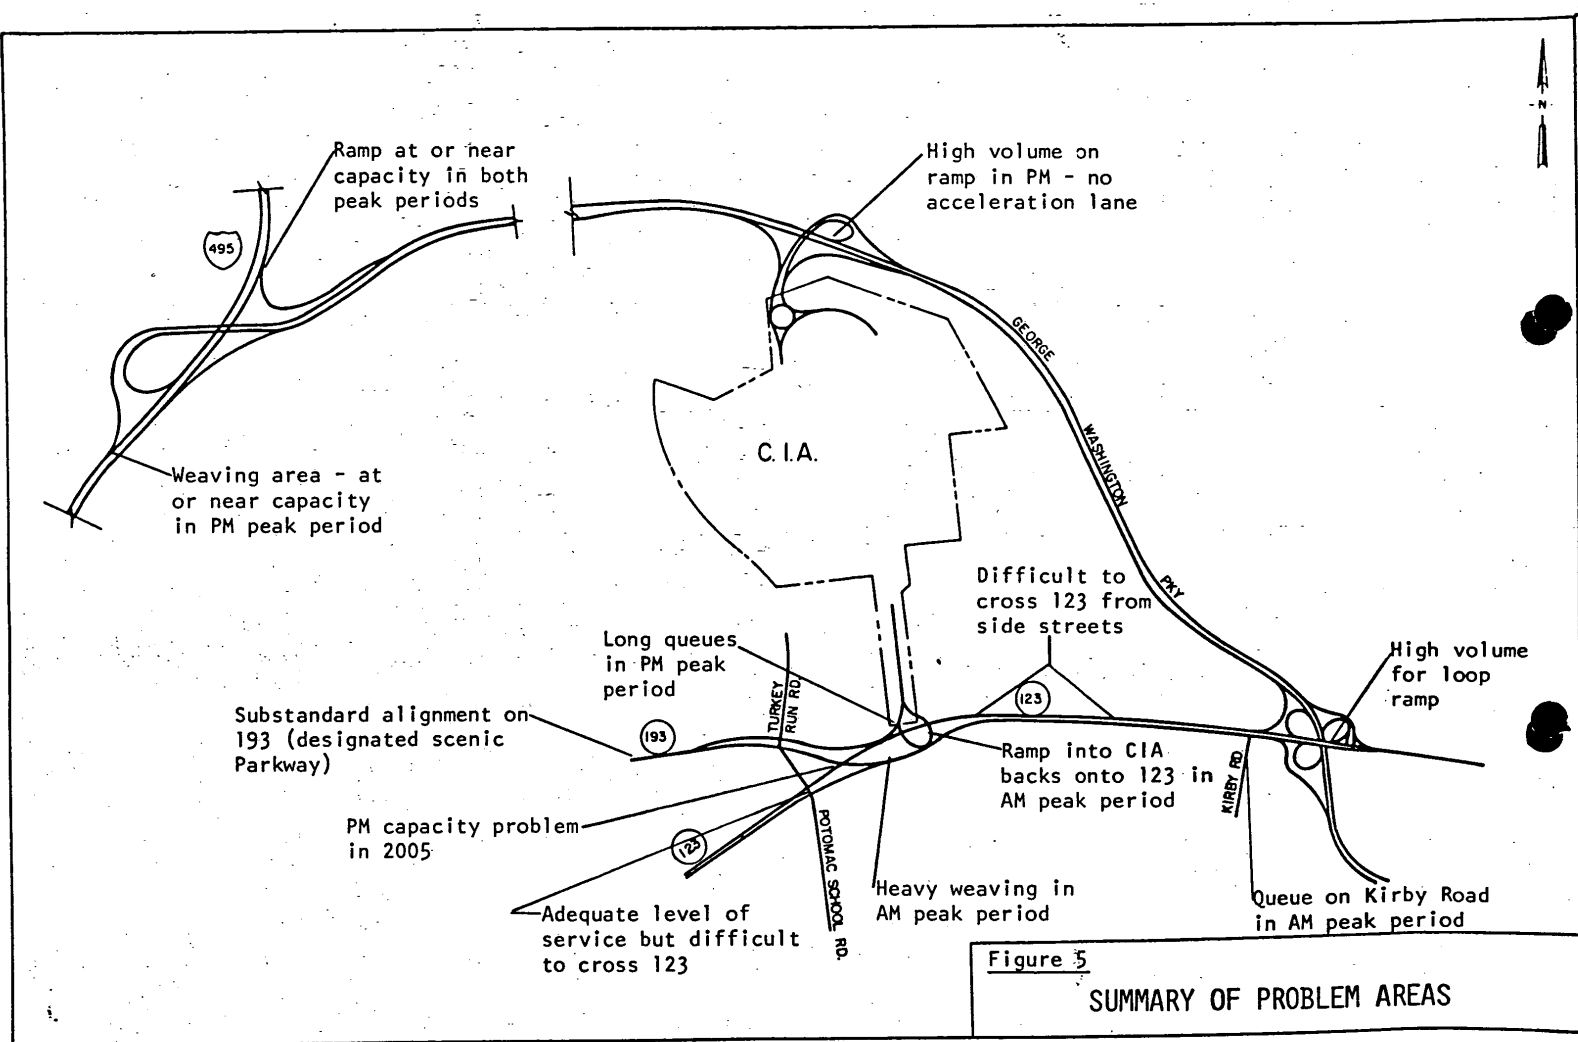 - N -
Ramp at or near
capacity in both
peak periods
495
High volume on
ramp in PM - no
acceleration lane
GEORGE
WASHINGTON
PKY
C.I.A.
Weaving area - at
or near capacity
in PM peak period
Difficult to
cross 123 from
side streets
Long queues
in PM peak
period
TURKEY
RUN RD.
High volume
for loop
ramp
Substandard alignment on
193 (designated scenic
Parkway)
193
123
Ramp into CIA
backs onto 123 in
AM peak period
KIRBY RD.
PM capacity problem
in 2005
123
POTOMAC SCHOOL RD.
Heavy weaving in
AM peak period
Queue on Kirby Road
in AM peak period
Adequate level of
service but difficult
to cross 123
Figure 5
SUMMARY OF PROBLEM AREAS